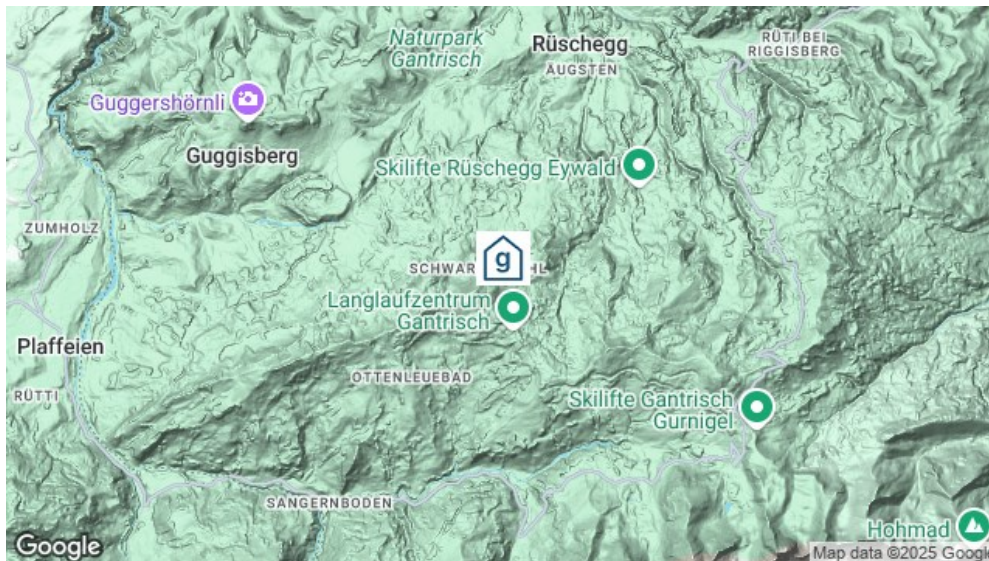 Naturpark
Gantrisch
Rüschegg
ÄUGSTEN
RÜTI BEI
RIGGISBERG
Guggershörnli
Guggisberg
Skilifte Rüschegg Eywald
ZUMHOLZ
g
Langlaufzentrum
Gantrisch
Plaffeien
OTTENLEUEBAD
RÜTTI
Skilifte Gantrisch
Gurnigel
SANGERNBODEN
Hohmad
Google
Map data ©2025 Google